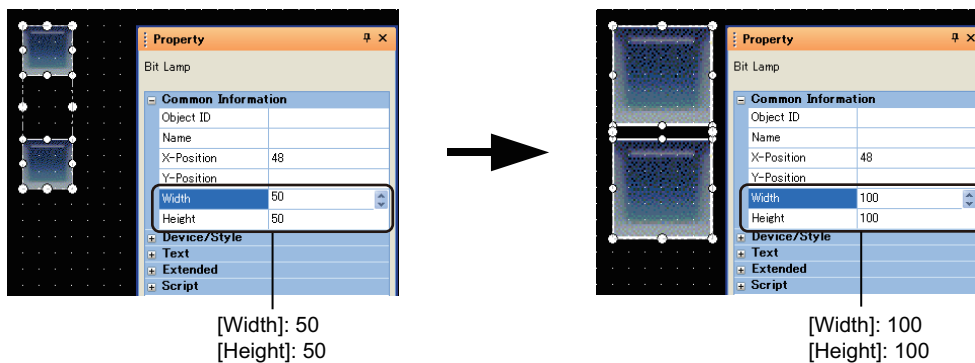 Property
Bit Lamp
Common Information
Object ID
Name
X-Position 48
Y-Position
Width 50
Height 50
Device/Style
Text
Extended
Script
[Width]: 50
[Height]: 50
Property
Bit Lamp
Common Information
Object ID
Name
X-Position 48
Y-Position
Width 100
Height 100
Device/Style
Text
Extended
Script
[Width]: 100
[Height]: 100